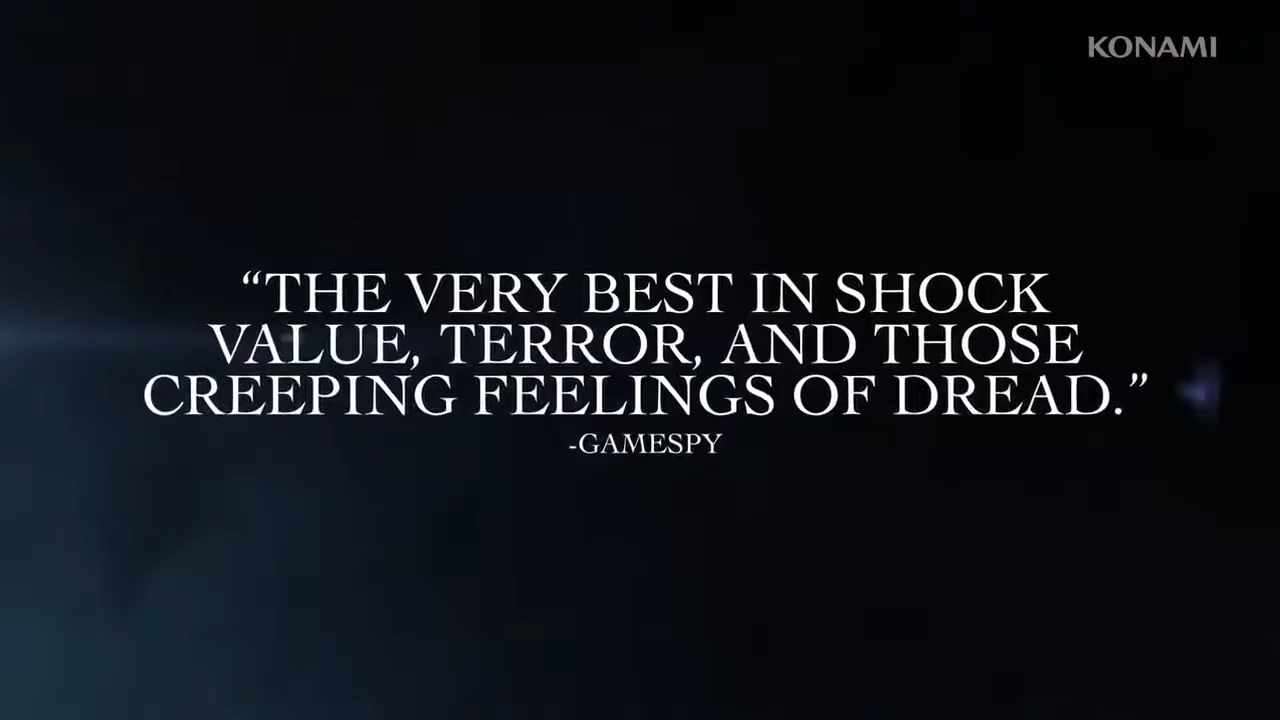 KONAMI
“THE VERY BEST IN SHOCK
VALUE, TERROR, AND THOSE
CREEPING FEELINGS OF DREAD.”
-GAMESPY